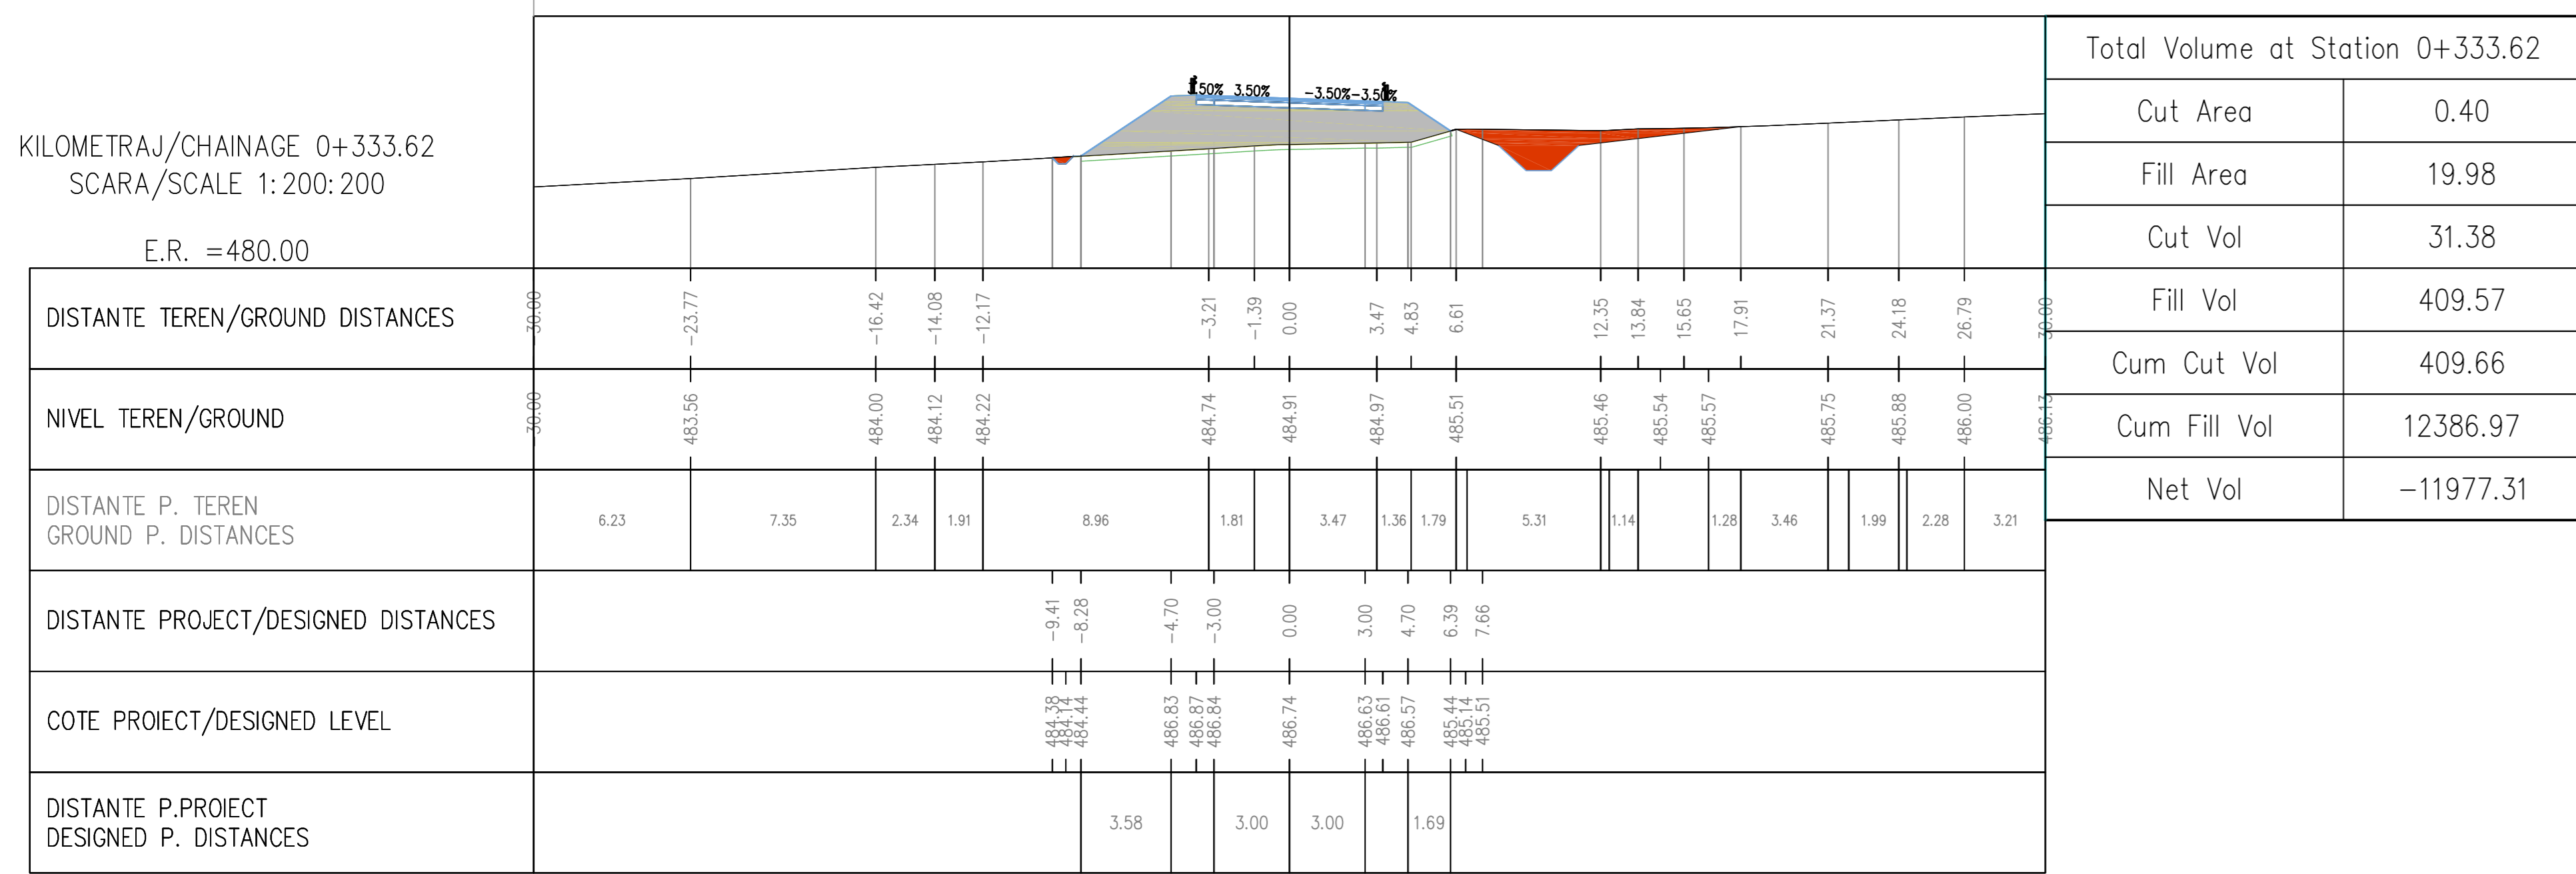 3.50% 3.50% -3.50% -3.50%
KILOMETRAJ/CHAINAGE 0+333.62
SCARA/SCALE 1:200:200
E.R. =480.00
DISTANTE TEREN/GROUND DISTANCES
-30.00 -23.77 -16.42 -14.08 -12.17 -3.21 -1.39 0.00 3.47 4.83 6.61 12.35 13.84 15.65 17.91 21.37 24.18 26.79 30.00
NIVEL TEREN/GROUND
-30.00 483.56 484.00 484.12 484.22 484.74 484.91 484.97 485.51 485.46 485.54 485.57 485.75 485.88 486.00 486.13
DISTANTE P. TEREN
GROUND P. DISTANCES
6.23 7.35 2.34 1.91 8.96 1.81 3.47 1.36 1.79 5.31 1.14 1.28 3.46 1.99 2.28 3.21
DISTANTE PROJECT/DESIGNED DISTANCES
-9.41 -8.28 -4.70 -3.00 0.00 3.00 4.70 6.39 7.66
COTE PROIECT/DESIGNED LEVEL
484.38 484.14 484.44 486.83 486.87 486.84 486.74 486.63 486.61 486.57 485.44 485.14 485.51
DISTANTE P.PROIECT
DESIGNED P. DISTANCES
3.58 3.00 3.00 1.69
Total Volume at Station 0+333.62
Cut Area 0.40
Fill Area 19.98
Cut Vol 31.38
Fill Vol 409.57
Cum Cut Vol 409.66
Cum Fill Vol 12386.97
Net Vol -11977.31